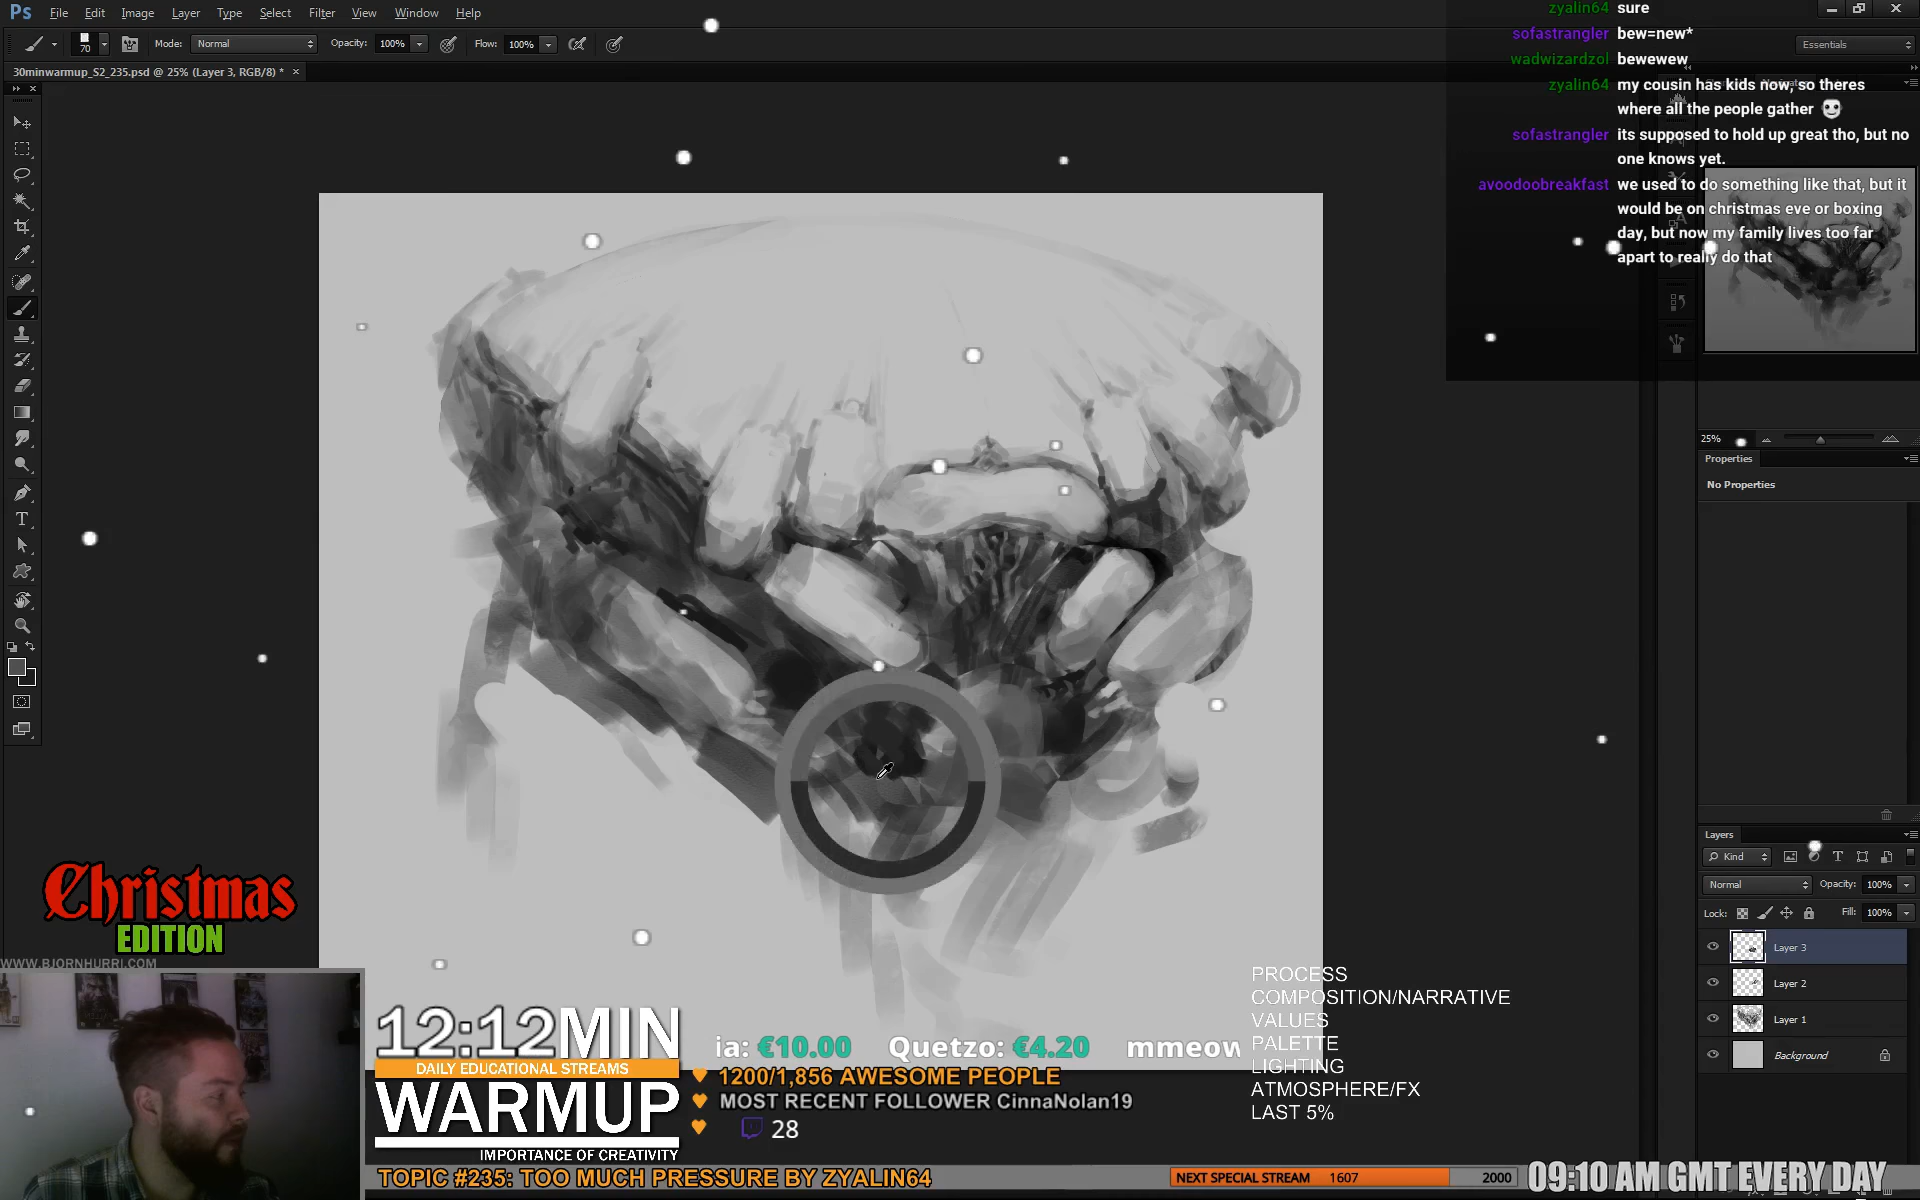 Ps File Edit Image Layer Type Select Filter View Window Help
70 Mode: Normal Opacity: 100% Flow: 100%
Essentials
30minwarmup_S2_235.psd @ 25% (Layer 3, RGB/8) * ×
zyalin64 sure
sofastrangler bew=new*
wadwizardzol bewewew
zyalin64 my cousin has kids now, so theres
where all the people gather
sofastrangler its supposed to hold up great tho, but no
one knows yet.
avoodoobreakfast we used to do something like that, but it
would be on christmas eve or boxing
day, but now my family lives too far
apart to really do that
25%
Properties
No Properties
Layers
Kind
Normal Opacity: 100%
Lock: Fill: 100%
Layer 3
Layer 2
Layer 1
Background
Christmas
EDITION
WWW.BJORNHURRI.COM
12:12MIN
DAILY EDUCATIONAL STREAMS
WARMUP
IMPORTANCE OF CREATIVITY
ia: €10.00 Quetzo: €4.20 mmeow
1200/1,856 AWESOME PEOPLE
MOST RECENT FOLLOWER CinnaNolan19
28
PROCESS
COMPOSITION/NARRATIVE
VALUES
PALETTE
LIGHTING
ATMOSPHERE/FX
LAST 5%
TOPIC #235: TOO MUCH PRESSURE BY ZYALIN64
NEXT SPECIAL STREAM 1607 2000
09:10 AM GMT EVERY DAY